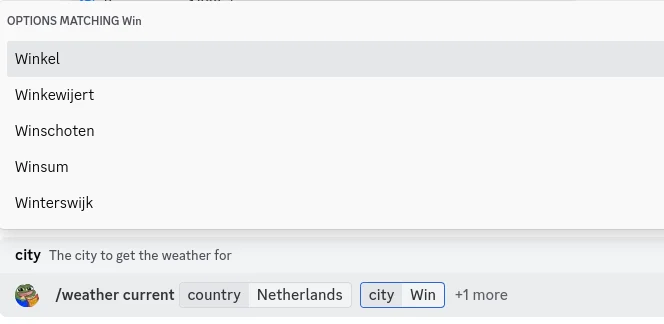 OPTIONS MATCHING Win
Winkel
Winkewijert
Winschoten
Winsum
Winterswijk
city The city to get the weather for
/weather current country Netherlands city Win +1 more